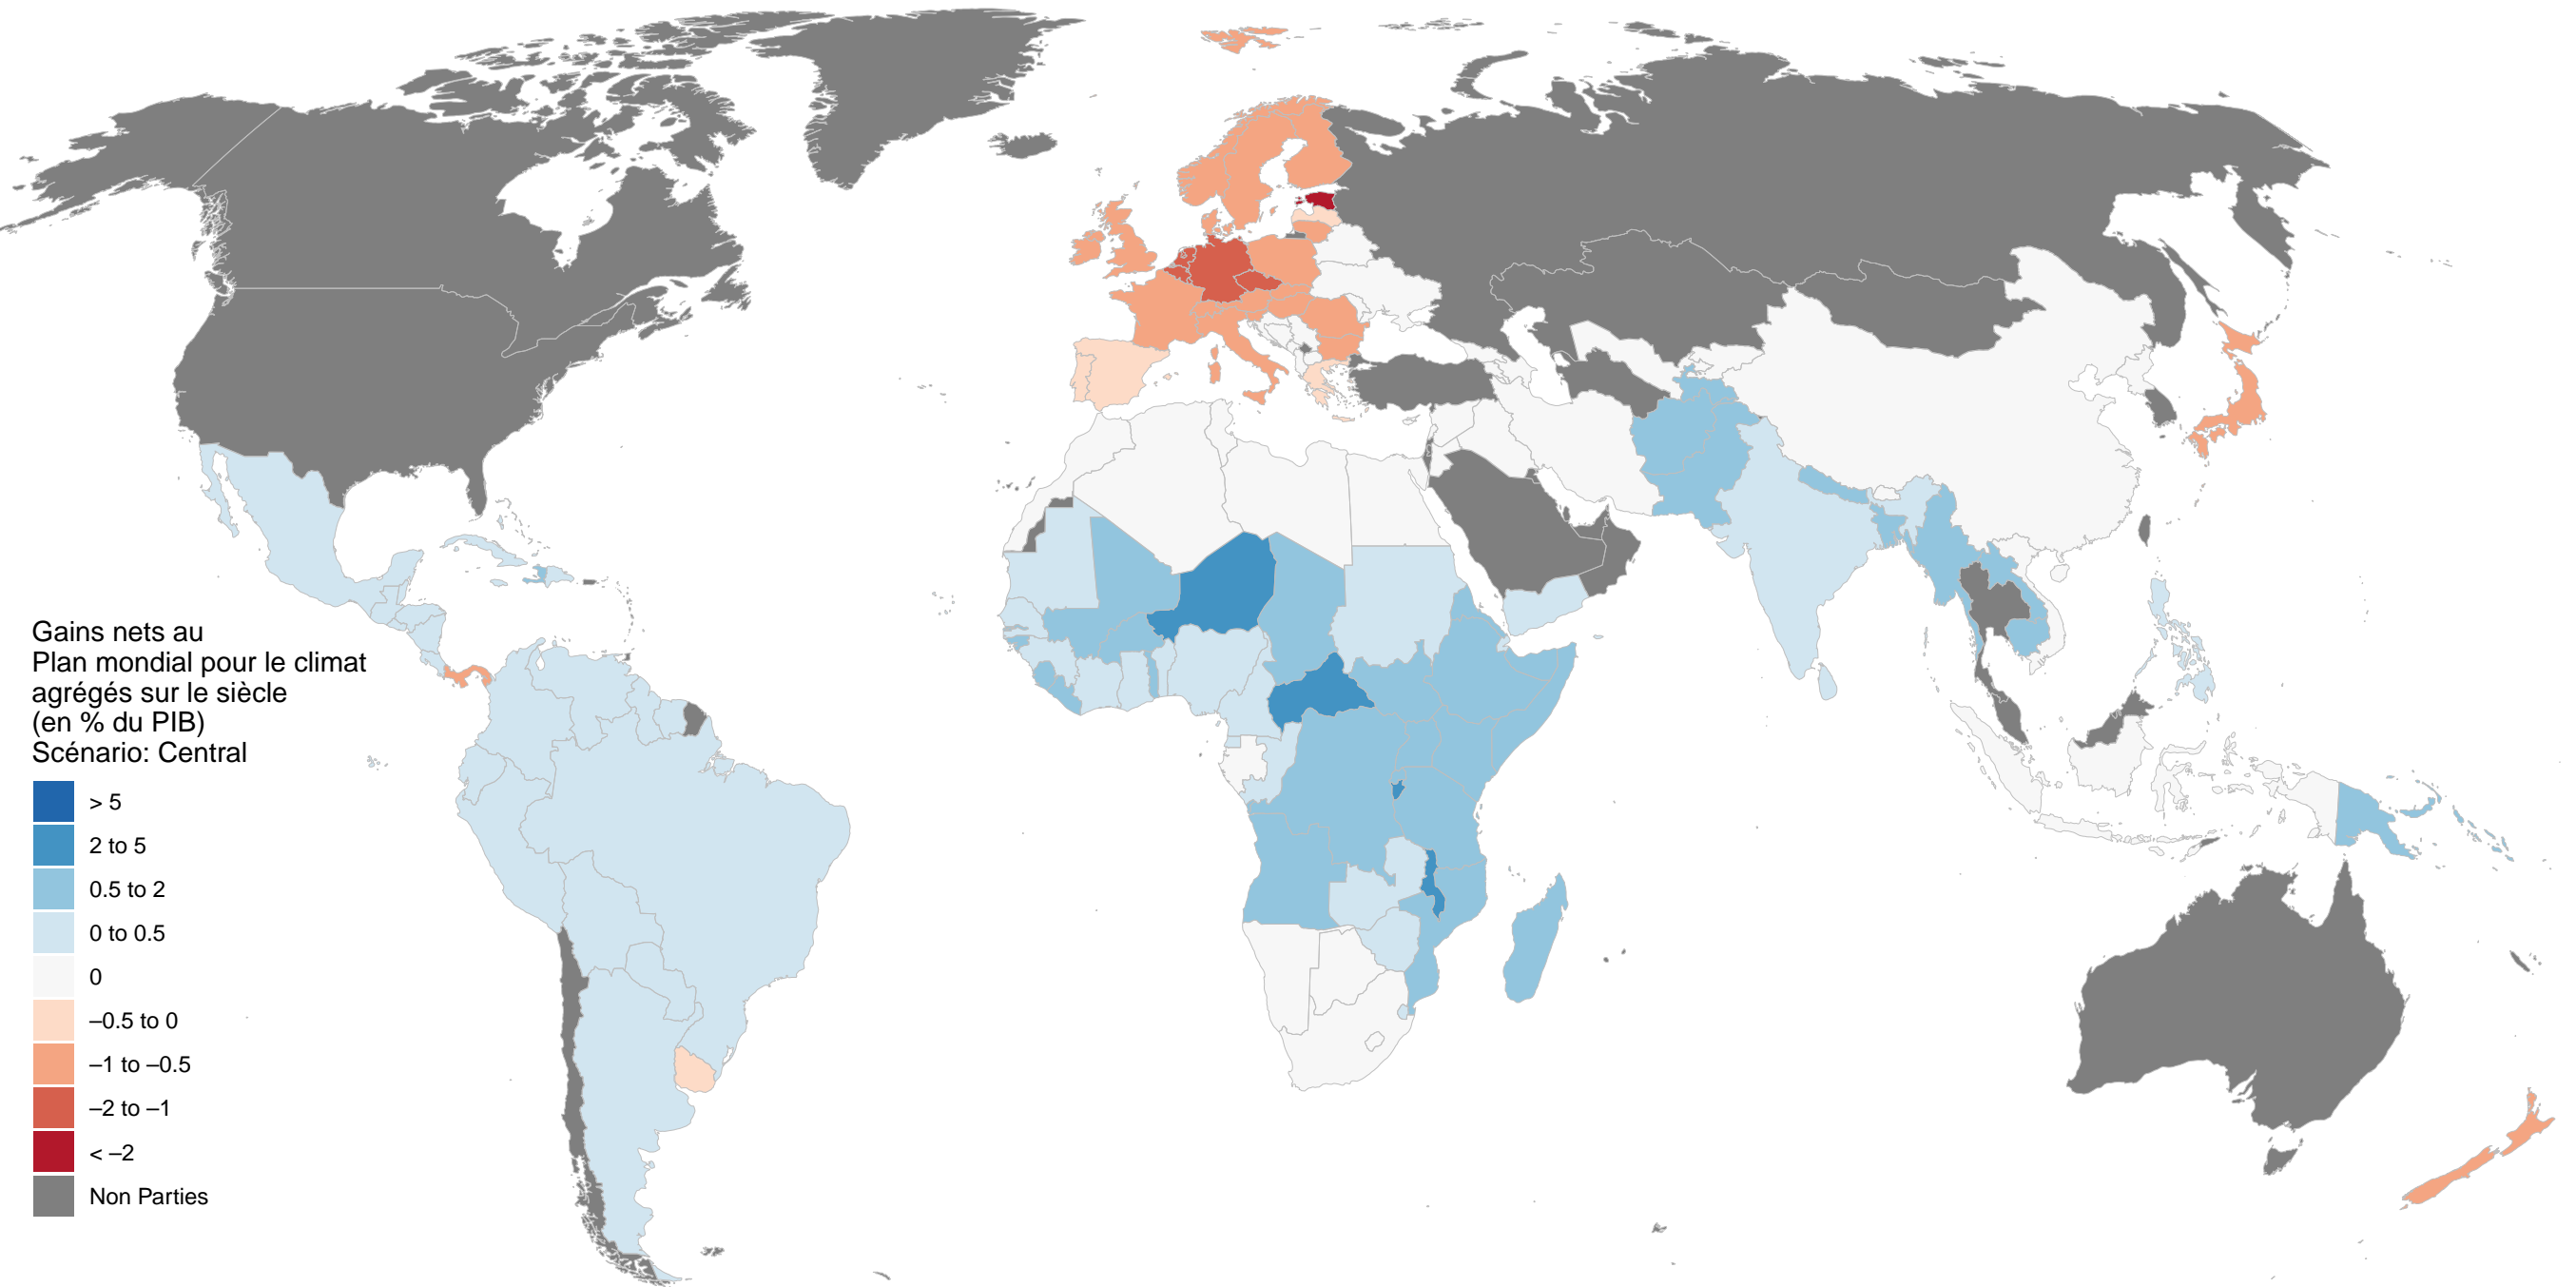 Gains nets au
Plan mondial pour le climat
agrégés sur le siècle
(en % du PIB)
Scénario: Central
> 5
2 to 5
0.5 to 2
0 to 0.5
0
–0.5 to 0
–1 to –0.5
–2 to –1
< –2
Non Parties